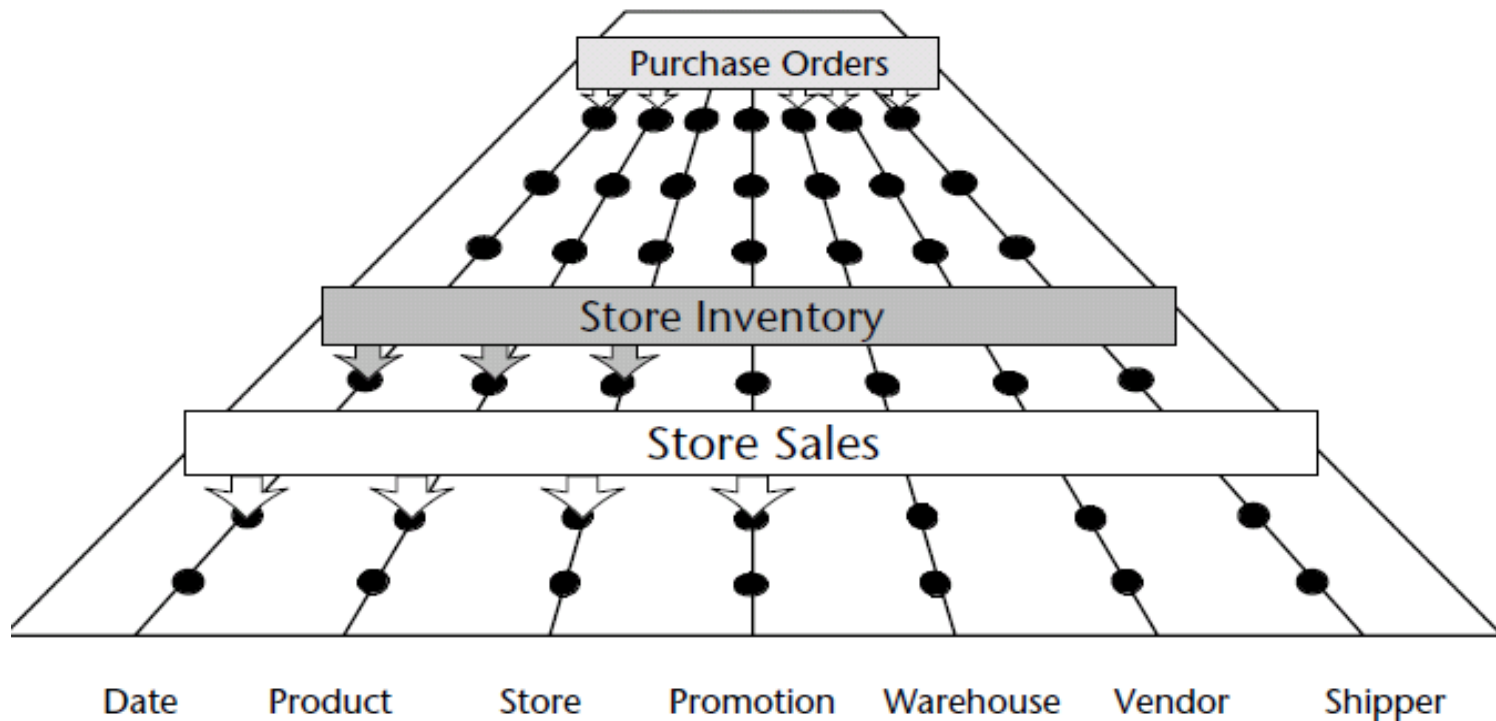 Purchase Orders
Store Inventory
Store Sales
Date Product Store Promotion Warehouse Vendor Shipper